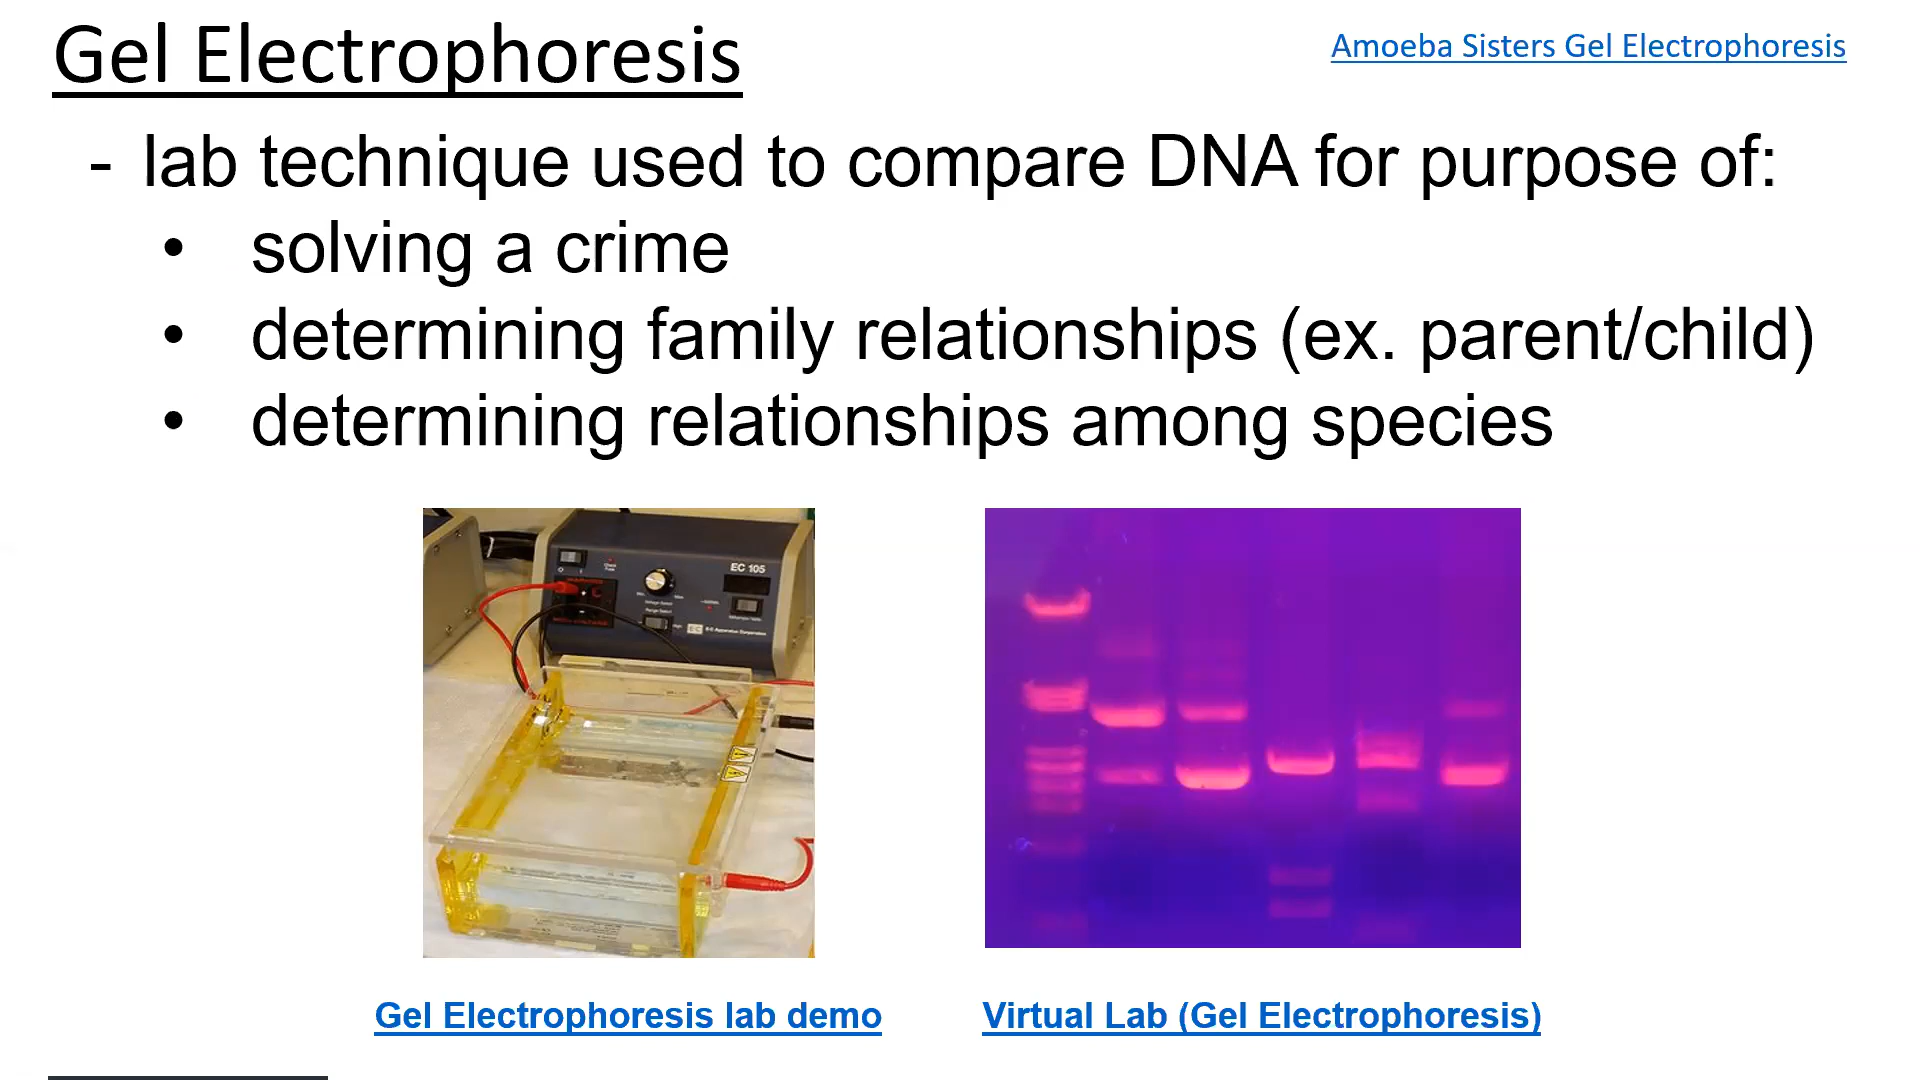 Gel Electrophoresis
Amoeba Sisters Gel Electrophoresis
- lab technique used to compare DNA for purpose of:
• solving a crime
• determining family relationships (ex. parent/child)
• determining relationships among species
EC 105
Gel Electrophoresis lab demo
Virtual Lab (Gel Electrophoresis)